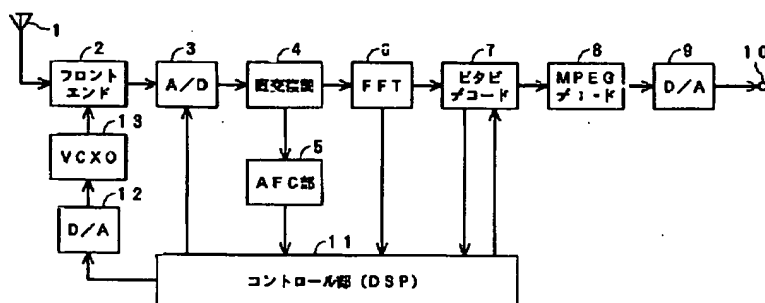 1
2
フロント
エンド
3
A/D
4
直交復調
6
FFT
7
ビタビ
デコード
8
MPEG
デコード
9
D/A
10
13
VCXO
12
D/A
5
AFC部
11
コントロール部(DSP)